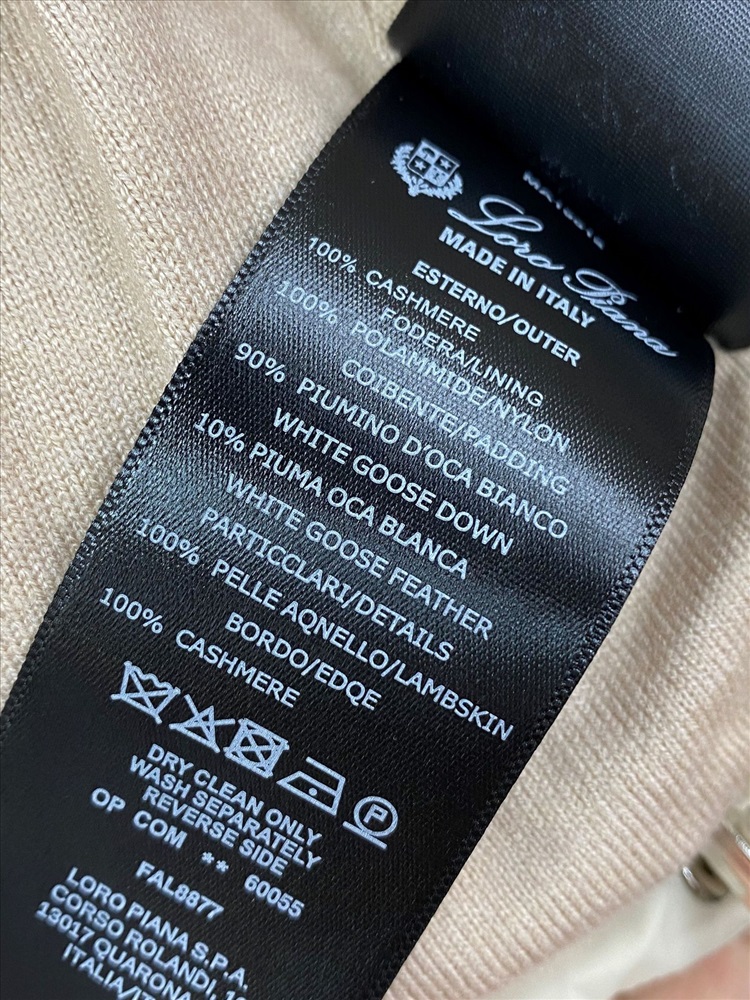 Loro Piana
MADE IN ITALY
ESTERNO/OUTER
100% CASHMERE
FODERA/LINING
100% POLAMMIDE/NYLON
COIBENTE/PADDING
90% PIUMINO D'OCA BIANCO
WHITE GOOSE DOWN
10% PIUMA OCA BLANCA
WHITE GOOSE FEATHER
PARTICCLARI/DETAILS
100% PELLE AQNELLO/LAMBSKIN
BORDO/EDQE
100% CASHMERE
P
DRY CLEAN ONLY
WASH SEPARATELY
REVERSE SIDE
OP COM ** 60055
FAL8877
LORO PIANA S.P.A.
CORSO ROLANDI,
13017 QUARONA